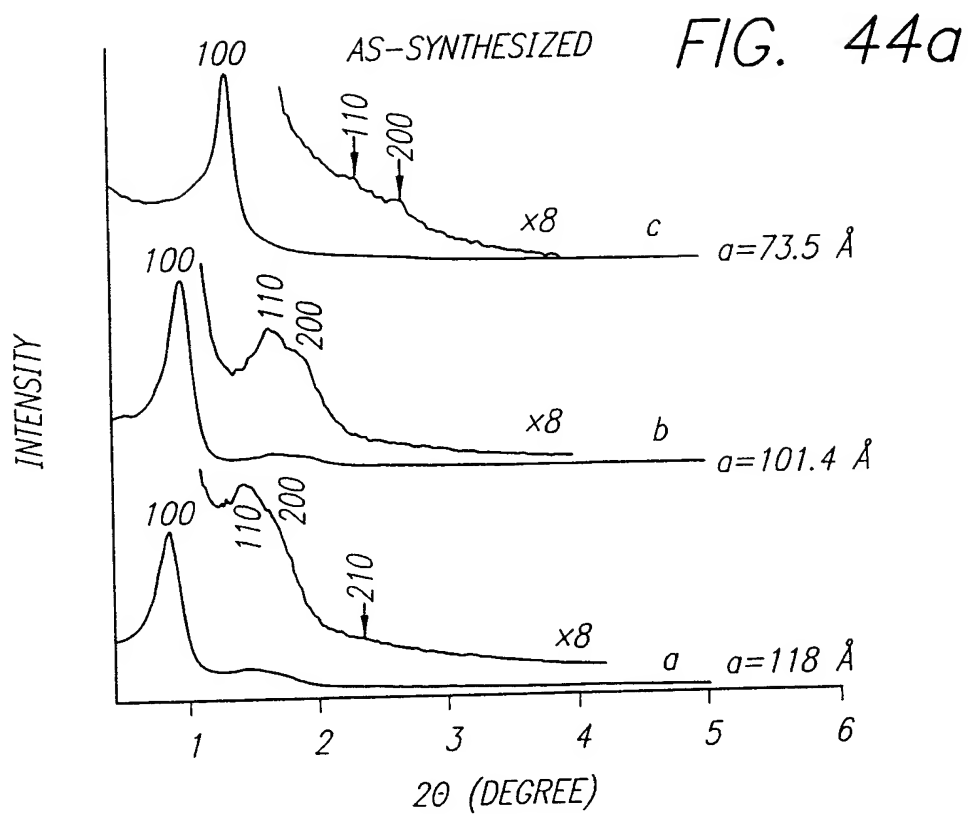 FIG. 44a
AS-SYNTHESIZED
100
110
200
x8
c
a=73.5 Å
100
110
200
x8
b
a=101.4 Å
100
110
200
210
x8
a
a=118 Å
INTENSITY
1 2 3 4 5 6
2θ (DEGREE)